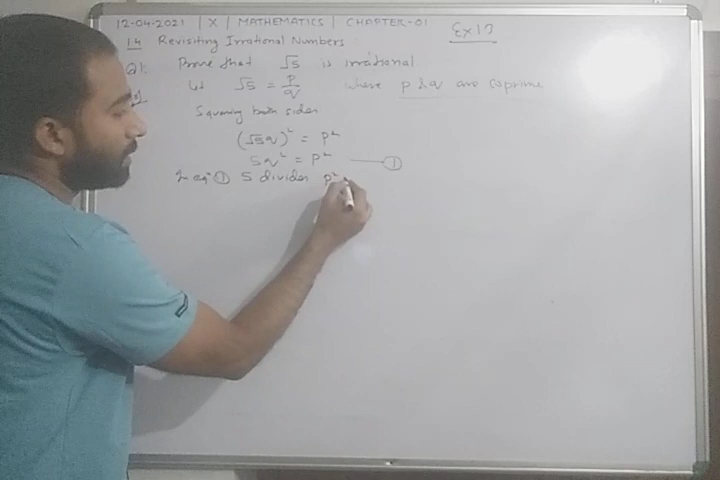 12-04-2021 | X | MATHEMATICS | CHAPTER-01
Ex 1.3
1.4 Revisiting Irrational Numbers
Q1. Prove that √5 is irrational
let √5 = p/q where p & q are coprime
Squaring both sides
(√5q)² = p²
5q² = p² —— ①
In eqn ① 5 divides p²